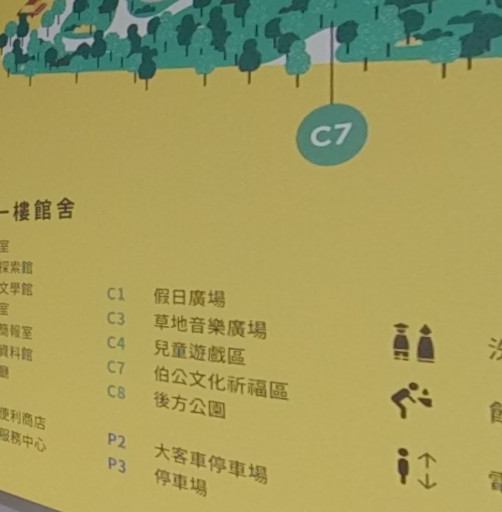 C7
一樓館舍
室
探索館
文學館
室
簡報室
資料館
便利商店
服務中心
C1 假日廣場
C3 草地音樂廣場
C4 兒童遊戲區
C7 伯公文化祈福區
C8 後方公園
P2 大客車停車場
P3 停車場
電